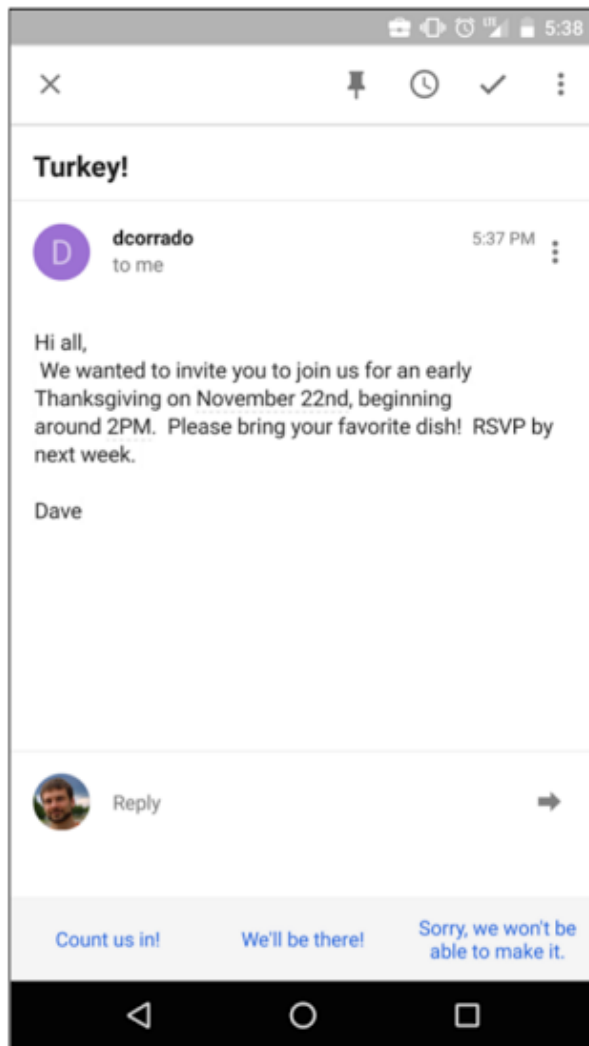 LTE 5:38
Turkey!
D dcorrado 5:37 PM
to me
Hi all,
We wanted to invite you to join us for an early
Thanksgiving on November 22nd, beginning
around 2PM.  Please bring your favorite dish!  RSVP by
next week.
Dave
Reply
Count us in! We'll be there! Sorry, we won't be
able to make it.